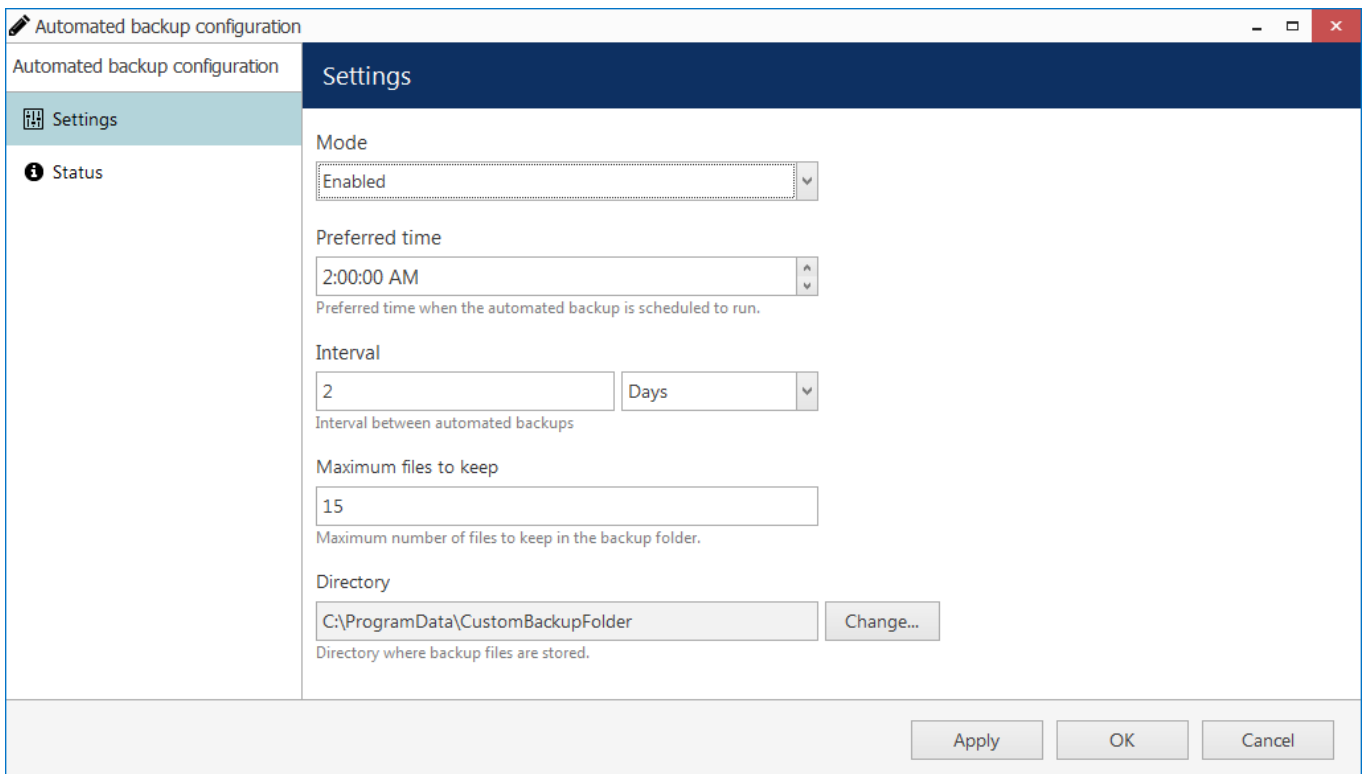 Automated backup configuration
Automated backup configuration
Settings
Status
Settings
Mode
Enabled
Preferred time
2:00:00 AM
Preferred time when the automated backup is scheduled to run.
Interval
2 Days
Interval between automated backups
Maximum files to keep
15
Maximum number of files to keep in the backup folder.
Directory
C:\ProgramData\CustomBackupFolder Change...
Directory where backup files are stored.
Apply OK Cancel